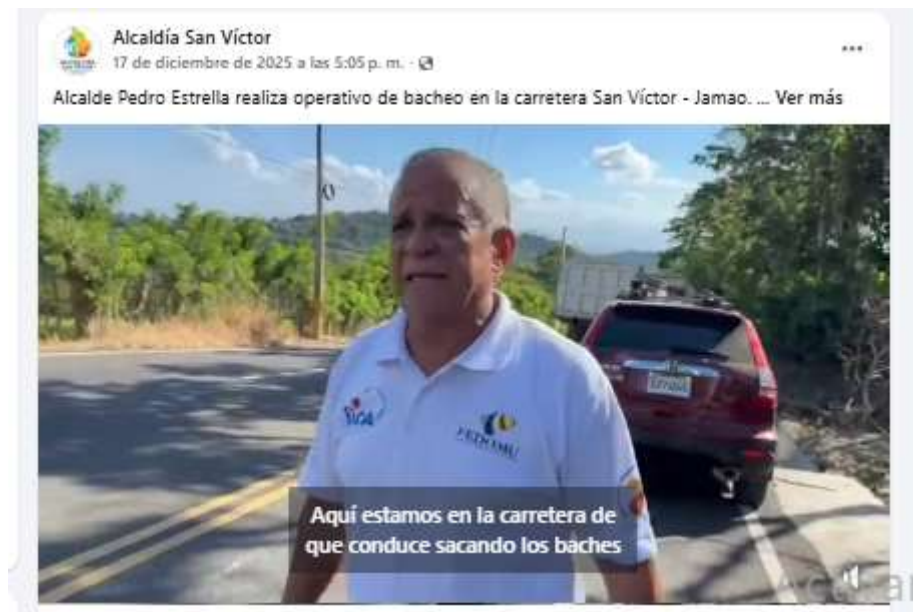 Alcaldía San Víctor
17 de diciembre de 2025 a las 5:05 p. m. ·
Alcalde Pedro Estrella realiza operativo de bacheo en la carretera San Víctor - Jamao. ... Ver más
FEDOMU
Aquí estamos en la carretera de
que conduce sacando los baches